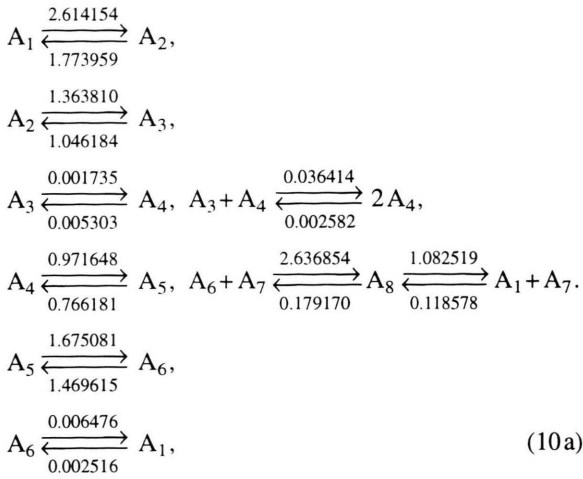 A₁ ⇄ A₂, 2.614154 1.773959
A₂ ⇄ A₃, 1.363810 1.046184
A₃ ⇄ A₄, 0.001735 0.005303 A₃ + A₄ ⇄ 2 A₄, 0.036414 0.002582
A₄ ⇄ A₅, 0.971648 0.766181 A₆ + A₇ ⇄ A₈ ⇄ A₁ + A₇. 2.636854 0.179170 1.082519 0.118578
A₅ ⇄ A₆, 1.675081 1.469615
A₆ ⇄ A₁, 0.006476 0.002516 (10a)